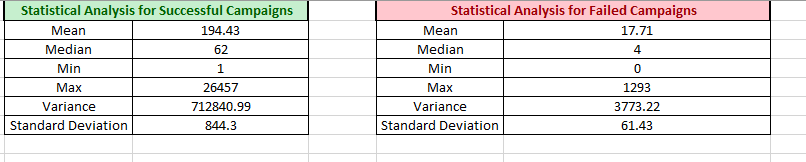 Statistical Analysis for Successful Campaigns Statistical Analysis for Failed Campaigns
Mean 194.43 Mean 17.71
Median 62 Median 4
Min 1 Min 0
Max 26457 Max 1293
Variance 712840.99 Variance 3773.22
Standard Deviation 844.3 Standard Deviation 61.43